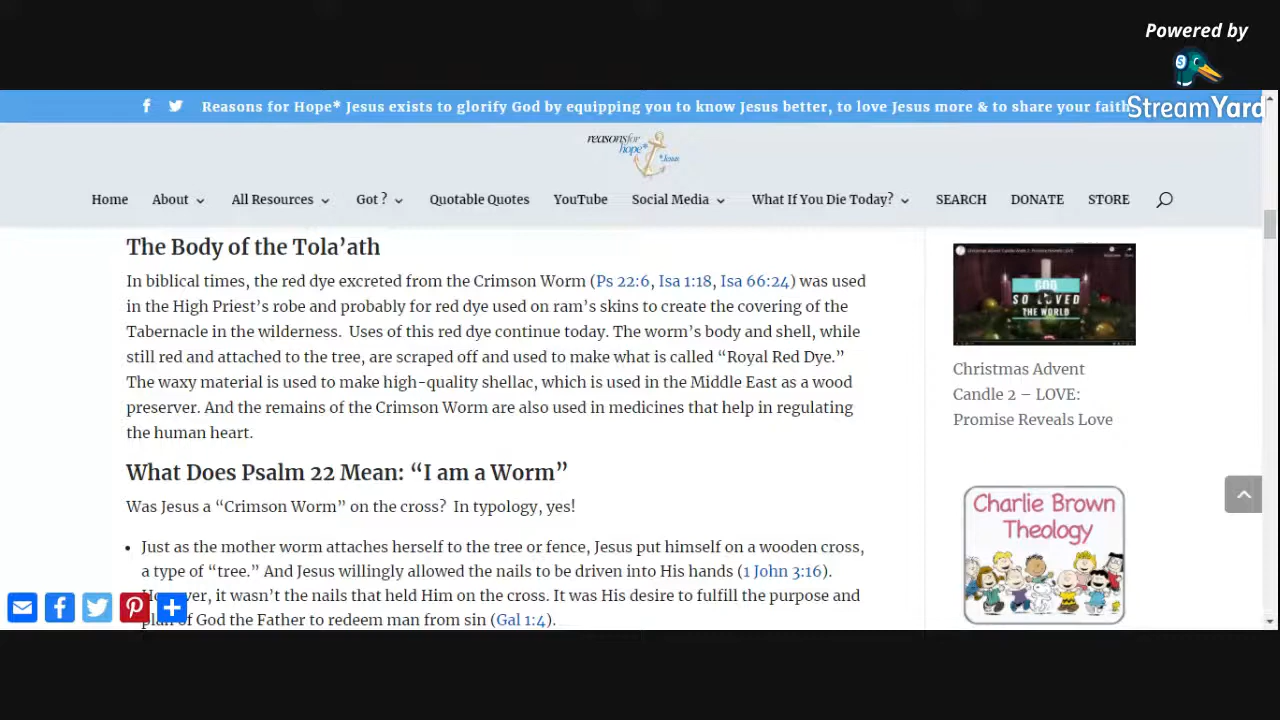 Powered by
StreamYard
Reasons for Hope* Jesus exists to glorify God by equipping you to know Jesus better, to love Jesus more & to share your faith
reasons for
hope*
*Jesus
Home About All Resources Got ? Quotable Quotes YouTube Social Media What If You Die Today? SEARCH DONATE STORE
The Body of the Tola’ath
In biblical times, the red dye excreted from the Crimson Worm (Ps 22:6, Isa 1:18, Isa 66:24) was used
in the High Priest’s robe and probably for red dye used on ram’s skins to create the covering of the
Tabernacle in the wilderness. Uses of this red dye continue today. The worm’s body and shell, while
still red and attached to the tree, are scraped off and used to make what is called “Royal Red Dye.”
The waxy material is used to make high-quality shellac, which is used in the Middle East as a wood
preserver. And the remains of the Crimson Worm are also used in medicines that help in regulating
the human heart.
What Does Psalm 22 Mean: “I am a Worm”
Was Jesus a “Crimson Worm” on the cross? In typology, yes!
• Just as the mother worm attaches herself to the tree or fence, Jesus put himself on a wooden cross,
a type of “tree.” And Jesus willingly allowed the nails to be driven into His hands (1 John 3:16).
it wasn’t the nails that held Him on the cross. It was His desire to fulfill the purpose and
plan of God the Father to redeem man from sin (Gal 1:4).
GOD
SO LOVED
THE WORLD
Christmas Advent
Candle 2 – LOVE:
Promise Reveals Love
Charlie Brown
Theology